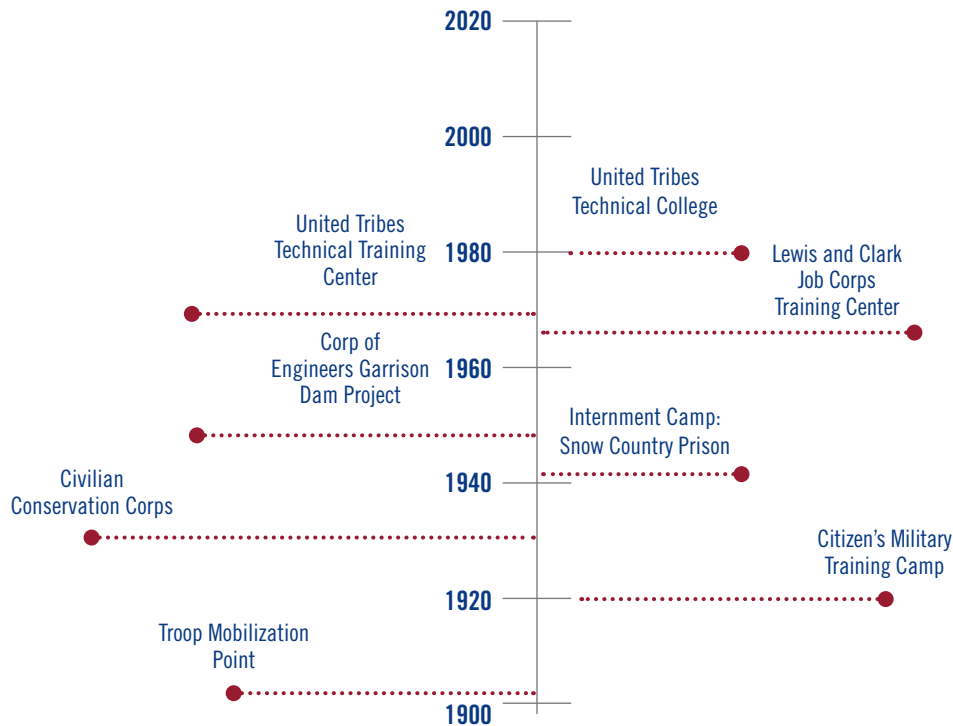 2020
2000
United Tribes
Technical College
United Tribes
Technical Training
Center
1980
Lewis and Clark
Job Corps
Training Center
Corp of
Engineers Garrison
Dam Project
1960
Internment Camp:
Snow Country Prison
1940
Civilian
Conservation Corps
Citizen’s Military
Training Camp
1920
Troop Mobilization
Point
1900